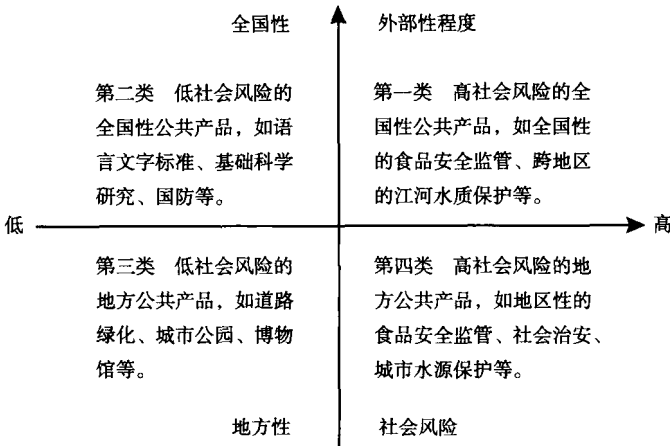 全国性 外部性程度
第二类 低社会风险的
全国性公共产品，如语
言文字标准、基础科学
研究、国防等。
第一类 高社会风险的全
国性公共产品，如全国性
的食品安全监管、跨地区
的江河水质保护等。
低
高
第三类 低社会风险的
地方公共产品，如道路
绿化、城市公园、博物
馆等。
第四类 高社会风险的地
方公共产品，如地区性的
食品安全监管、社会治安、
城市水源保护等。
地方性 社会风险